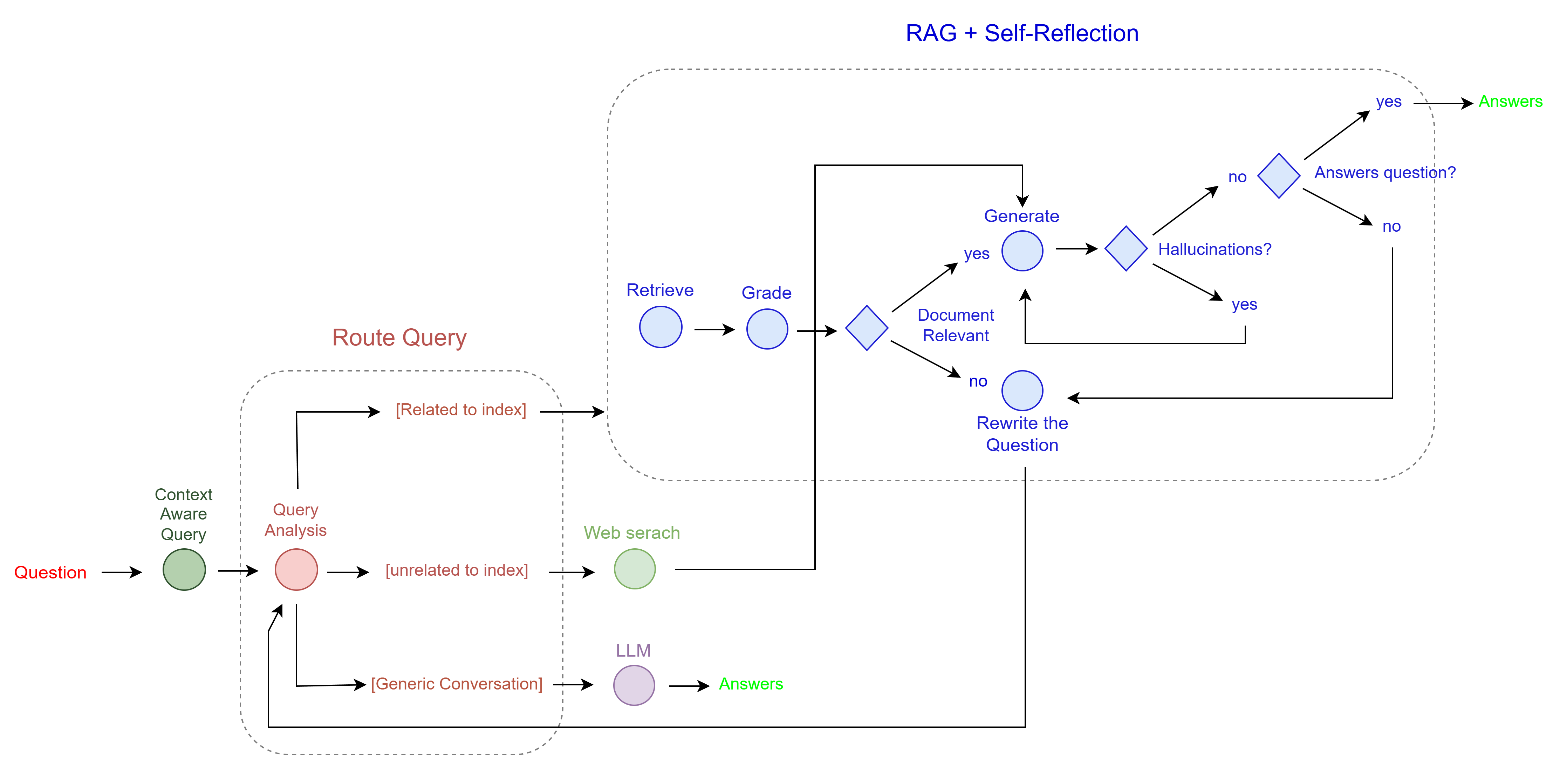 RAG + Self-Reflection
yes
Answers
Answers question?
no
no
Generate
Hallucinations?
yes
yes
Retrieve
Grade
Document
Relevant
no
Rewrite the
Question
Route Query
[Related to index]
Context
Aware
Query
Query
Analysis
Web serach
Question
[unrelated to index]
LLM
[Generic Conversation]
Answers